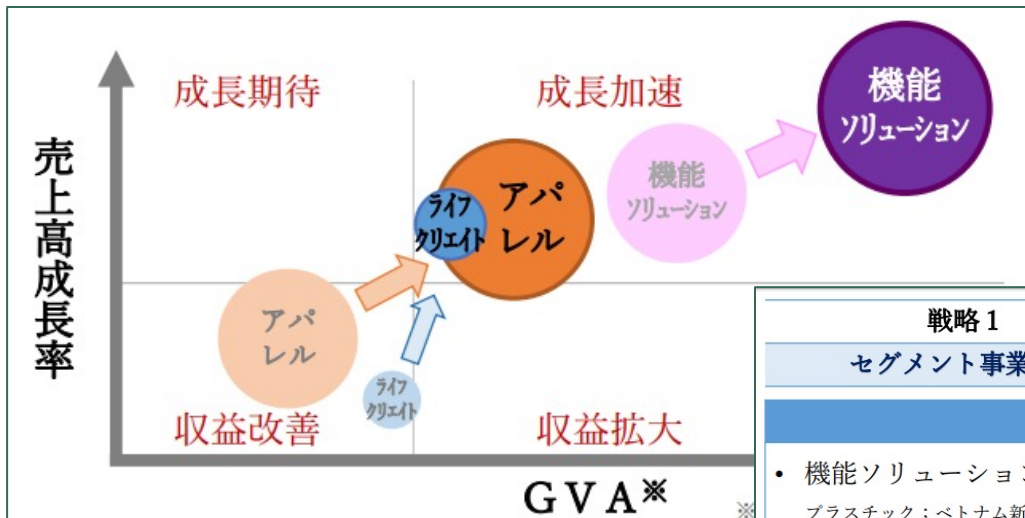 成長期待
成長加速
機能
ソリューション
機能
ソリューション
ライフ
クリエイト
アパ
レル
アパ
レル
ライフ
クリエイト
収益改善
収益拡大
売上高成長率
GVA※
※
戦略1
セグメント事業
・ 機能ソリューション
プラスチック：ベトナム新